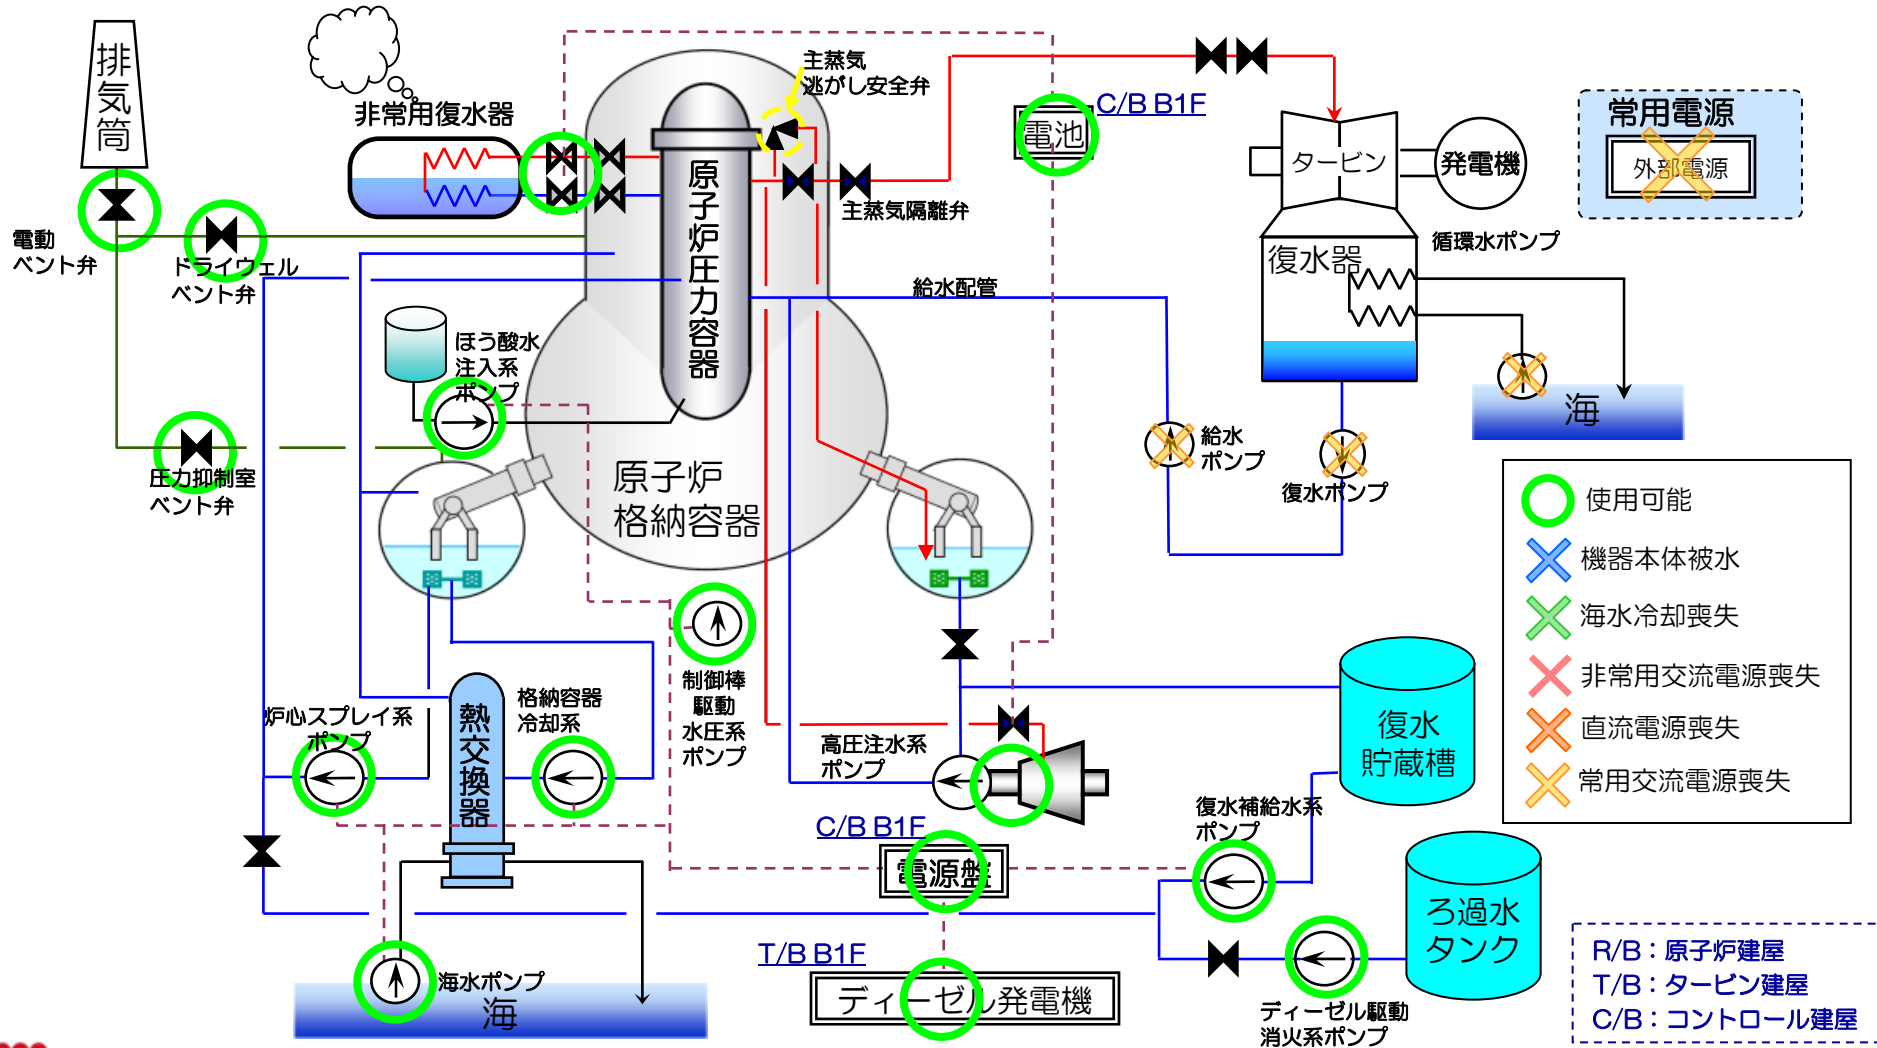 排
気
筒
非常用復水器
主蒸気
逃がし安全弁
C/B B1F
電池
常用電源
外部電源
タービン
発電機
原
子
炉
圧
力
容
器
主蒸気隔離弁
循環水ポンプ
復水器
電動
ベント弁
ドライウェル
ベント弁
給水配管
ほう酸水
注入系
ポンプ
海
給水
ポンプ
復水ポンプ
圧力抑制室
ベント弁
原子炉
格納容器
使用可能
機器本体被水
海水冷却喪失
非常用交流電源喪失
直流電源喪失
常用交流電源喪失
制御棒
駆動
水圧系
ポンプ
格納容器
冷却系
炉心スプレイ系
ポンプ
熱
交
換
器
高圧注水系
ポンプ
復水
貯蔵槽
C/B B1F
電源盤
復水補給水系
ポンプ
ろ過水
タンク
T/B B1F
ディーゼル発電機
海水ポンプ
海
ディーゼル駆動
消火系ポンプ
R/B：原子炉建屋
T/B：タービン建屋
C/B：コントロール建屋